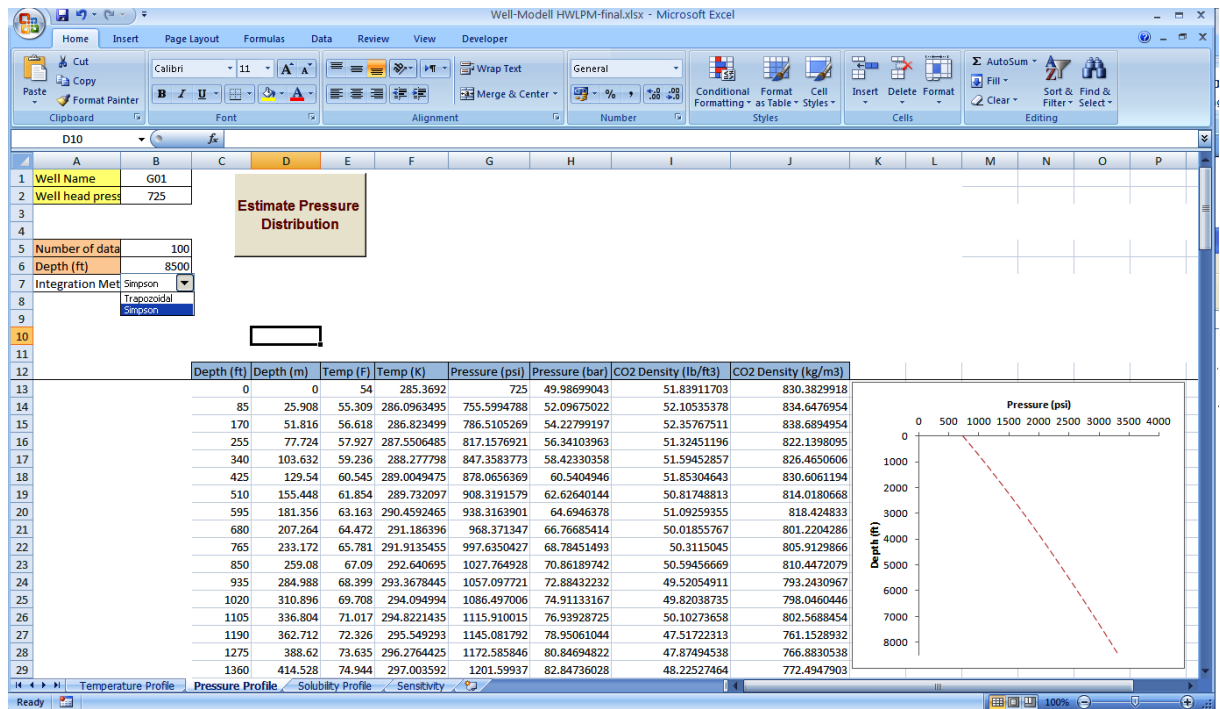 Well-Modell HWLPM-final.xlsx - Microsoft Excel
Home Insert Page Layout Formulas Data Review View Developer
Cut
Copy
Format Painter
Paste
Clipboard
Calibri 11
B I U
Font
Wrap Text
Merge & Center
Alignment
General
% ,
Number
Conditional Formatting
Format as Table
Cell Styles
Styles
Insert Delete Format
Cells
AutoSum
Fill
Clear
Sort & Filter
Find & Select
Editing
D10 fx
A B C D E F G H I J K L M N O P
1 Well Name G01
2 Well head press 725
Estimate Pressure
Distribution
3
4
5 Number of data 100
6 Depth (ft) 8500
7 Integration Met Simpson
8 Trapozoidal
Simpson
9
10
11
12 Depth (ft) Depth (m) Temp (F) Temp (K) Pressure (psi) Pressure (bar) CO2 Density (lb/ft3) CO2 Density (kg/m3)
13 0 0 54 285.3692 725 49.98699043 51.83911703 830.3829918
14 85 25.908 55.309 286.0963495 755.5994788 52.09675022 52.10535378 834.6476954
15 170 51.816 56.618 286.823499 786.5105269 54.22799197 52.35767511 838.6894954
16 255 77.724 57.927 287.5506485 817.1576921 56.34103963 51.32451196 822.1398095
17 340 103.632 59.236 288.277798 847.3583773 58.42330358 51.59452857 826.4650606
18 425 129.54 60.545 289.0049475 878.0656369 60.5404946 51.85304643 830.6061194
19 510 155.448 61.854 289.732097 908.3191579 62.62640144 50.81748813 814.0180668
20 595 181.356 63.163 290.4592465 938.3163901 64.6946378 51.09259355 818.424833
21 680 207.264 64.472 291.186396 968.371347 66.76685414 50.01855767 801.2204286
22 765 233.172 65.781 291.9135455 997.6350427 68.78451493 50.3115045 805.9129866
23 850 259.08 67.09 292.640695 1027.764928 70.86189742 50.59456669 810.4472079
24 935 284.988 68.399 293.3678445 1057.097721 72.88432232 49.52054911 793.2430967
25 1020 310.896 69.708 294.094994 1086.497006 74.91133167 49.82038735 798.0460446
26 1105 336.804 71.017 294.8221435 1115.910015 76.93928725 50.10273658 802.5688454
27 1190 362.712 72.326 295.549293 1145.081792 78.95061044 47.51722313 761.1528932
28 1275 388.62 73.635 296.2764425 1172.585846 80.84694822 47.87494538 766.8830538
29 1360 414.528 74.944 297.003592 1201.59937 82.84736028 48.22527464 772.4947903
Pressure (psi)
0 500 1000 1500 2000 2500 3000 3500 4000
Depth (ft)
0
1000
2000
3000
4000
5000
6000
7000
8000
Temperature Profile Pressure Profile Solubility Profile Sensitivity
Ready 100%